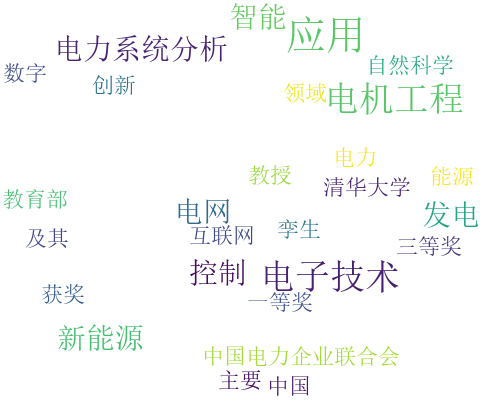 智能
应用
电力系统分析
自然科学
数字
创新
领域
电机工程
电力
教授
清华大学
能源
教育部
电网
发电
及其
互联网
孪生
三等奖
控制
电子技术
获奖
一等奖
新能源
中国电力企业联合会
主要
中国